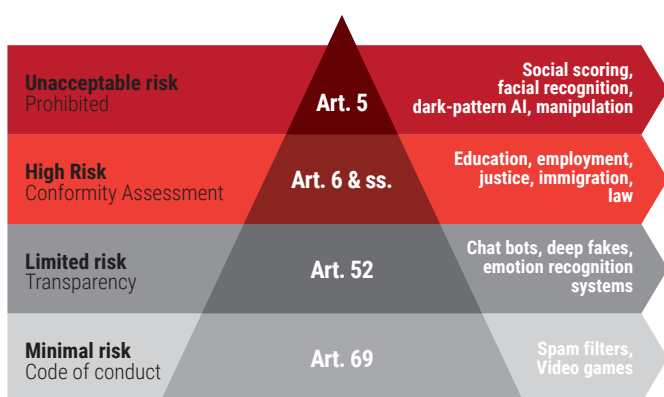 Unacceptable risk
Prohibited
Art. 5
Social scoring,
facial recognition,
dark-pattern AI, manipulation
High Risk
Conformity Assessment
Art. 6 & ss.
Education, employment,
justice, immigration,
law
Limited risk
Transparency
Art. 52
Chat bots, deep fakes,
emotion recognition
systems
Minimal risk
Code of conduct
Art. 69
Spam filters,
Video games